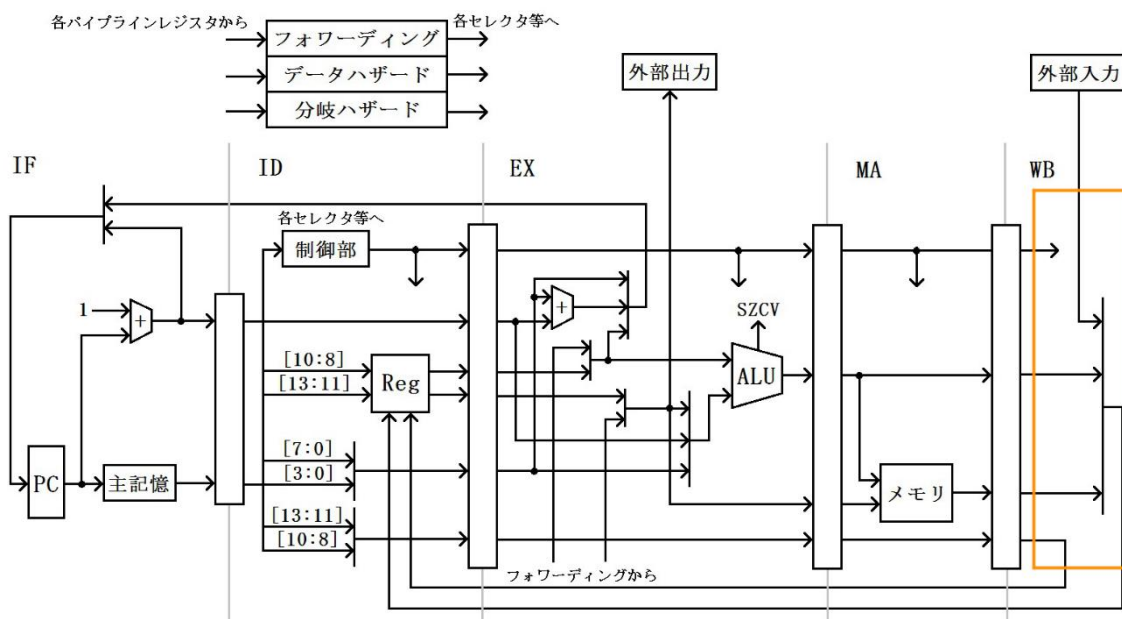 各パイプラインレジスタから
各セレクタ等へ
フォワーディング
データハザード
分岐ハザード
外部出力
外部入力
IF
ID
EX
MA
WB
各セレクタ等へ
制御部
1
+
+
SZCV
ALU
[10:8]
[13:11]
Reg
[7:0]
[3:0]
PC
主記憶
メモリ
[13:11]
[10:8]
フォワーディングから